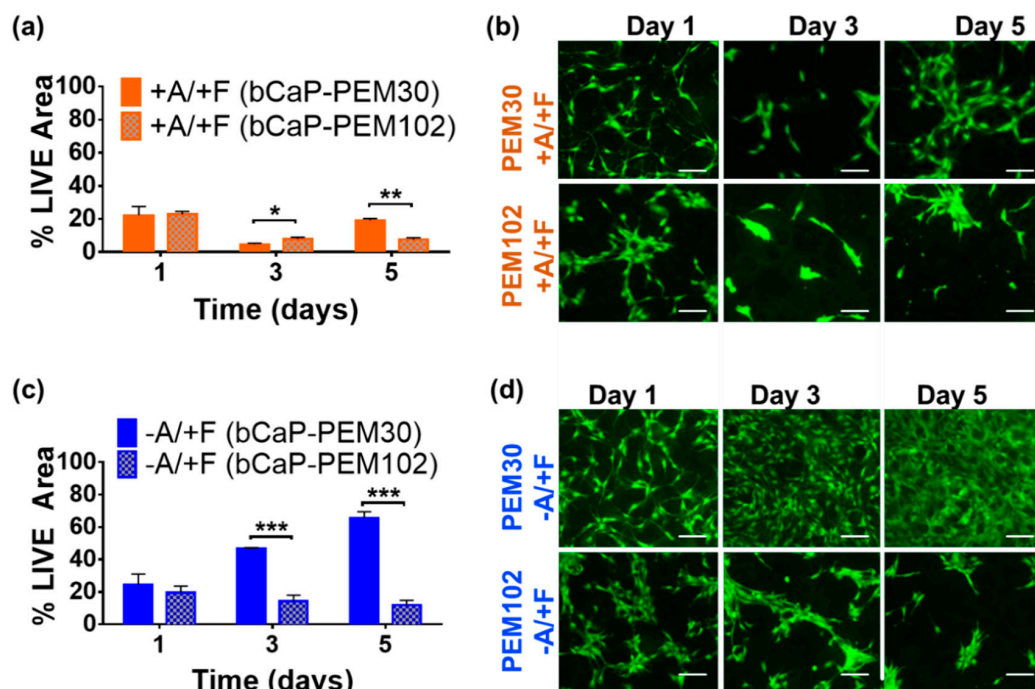 (a)
% LIVE Area
100
80
60
40
20
0
+A/+F (bCaP-PEM30)
+A/+F (bCaP-PEM102)
*
**
1 3 5
Time (days)
(b)
Day 1 Day 3 Day 5
PEM30
+A/+F
PEM102
+A/+F
(c)
% LIVE Area
100
80
60
40
20
0
-A/+F (bCaP-PEM30)
-A/+F (bCaP-PEM102)
***
***
1 3 5
Time (days)
(d)
Day 1 Day 3 Day 5
PEM30
-A/+F
PEM102
-A/+F